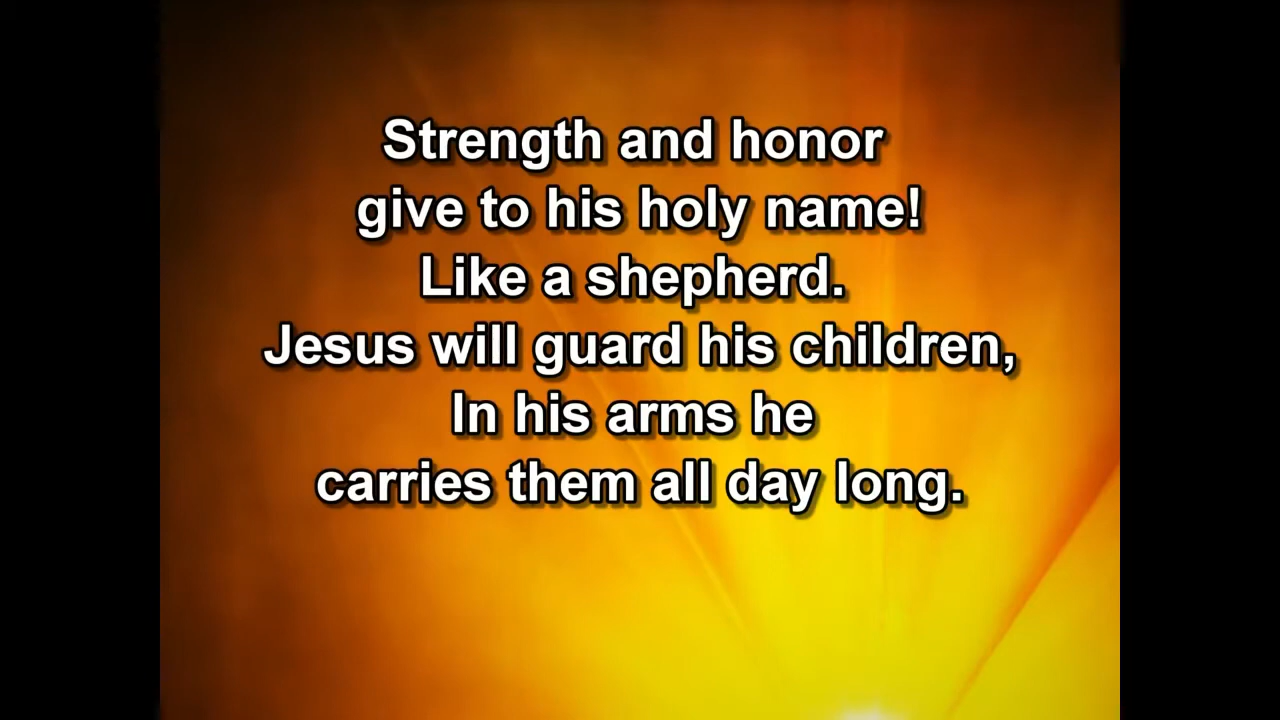 Strength and honor
give to his holy name!
Like a shepherd.
Jesus will guard his children,
In his arms he
carries them all day long.